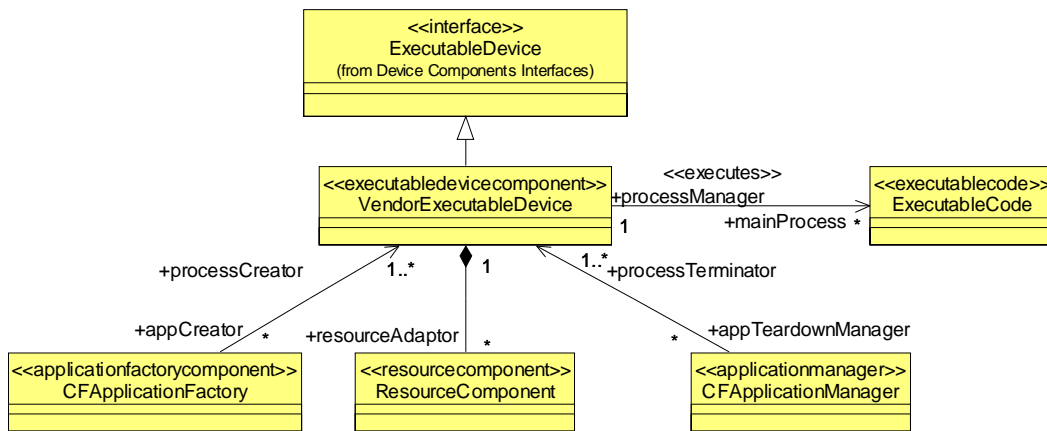 <<interface>>
ExecutableDevice
(from Device Components Interfaces)
<<executabledevicecomponent>>
VendorExecutableDevice
<<executes>>
+processManager
1
+mainProcess
*
<<executablecode>>
ExecutableCode
+processCreator
1..*
1
1..*
+processTerminator
+appCreator
*
+resourceAdaptor
*
*
+appTeardownManager
<<applicationfactorycomponent>>
CFApplicationFactory
<<resourcecomponent>>
ResourceComponent
<<applicationmanager>>
CFApplicationManager